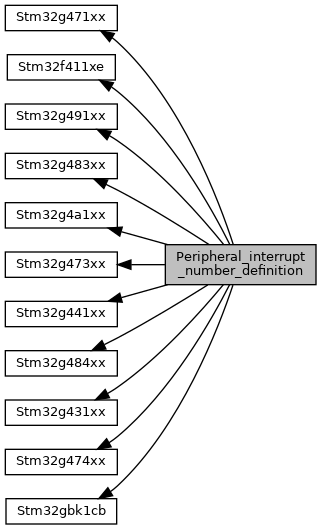 Stm32g471xx
Stm32f411xe
Stm32g491xx
Stm32g483xx
Stm32g4a1xx
Peripheral_interrupt
_number_definition
Stm32g473xx
Stm32g441xx
Stm32g484xx
Stm32g431xx
Stm32g474xx
Stm32gbk1cb